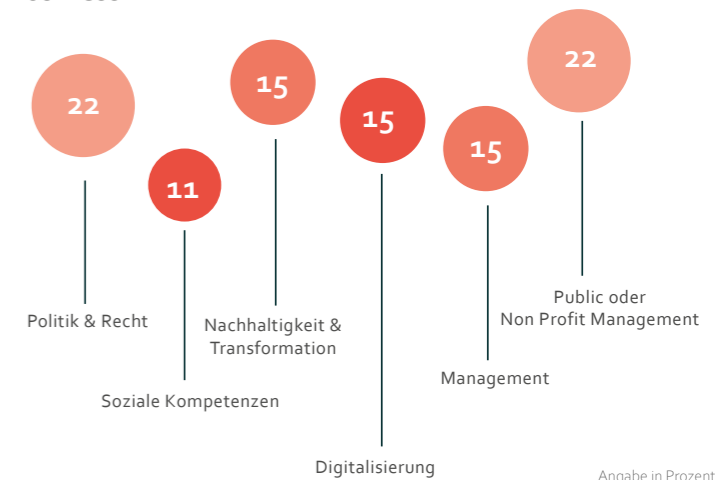 22
11
15
15
15
22
Politik & Recht
Soziale Kompetenzen
Nachhaltigkeit &
Transformation
Digitalisierung
Management
Public oder
Non Profit Management
Angabe in Prozent